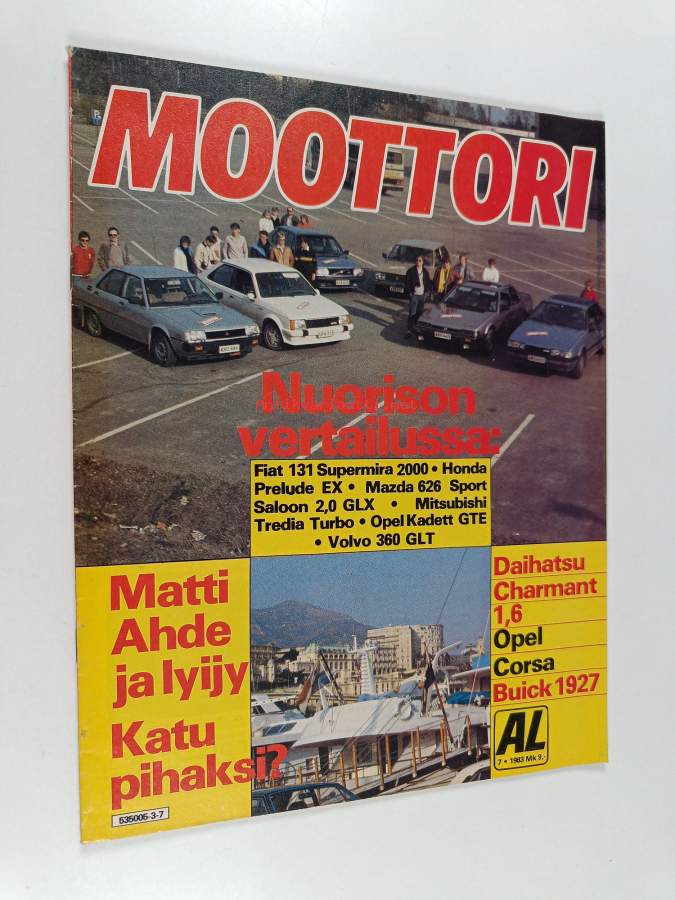 MOOTTORI
Nuorison
vertailussa:
Fiat 131 Supermira 2000 • Honda
Prelude EX • Mazda 626 Sport
Saloon 2,0 GLX • Mitsubishi
Tredia Turbo • Opel Kadett GTE
• Volvo 360 GLT
Matti
Ahde
ja lyijy
Katu
pihaksi?
Daihatsu
Charmant
1,6
Opel
Corsa
Buick 1927
AL
7 • 1983 Mk 9.-
535005-3-7